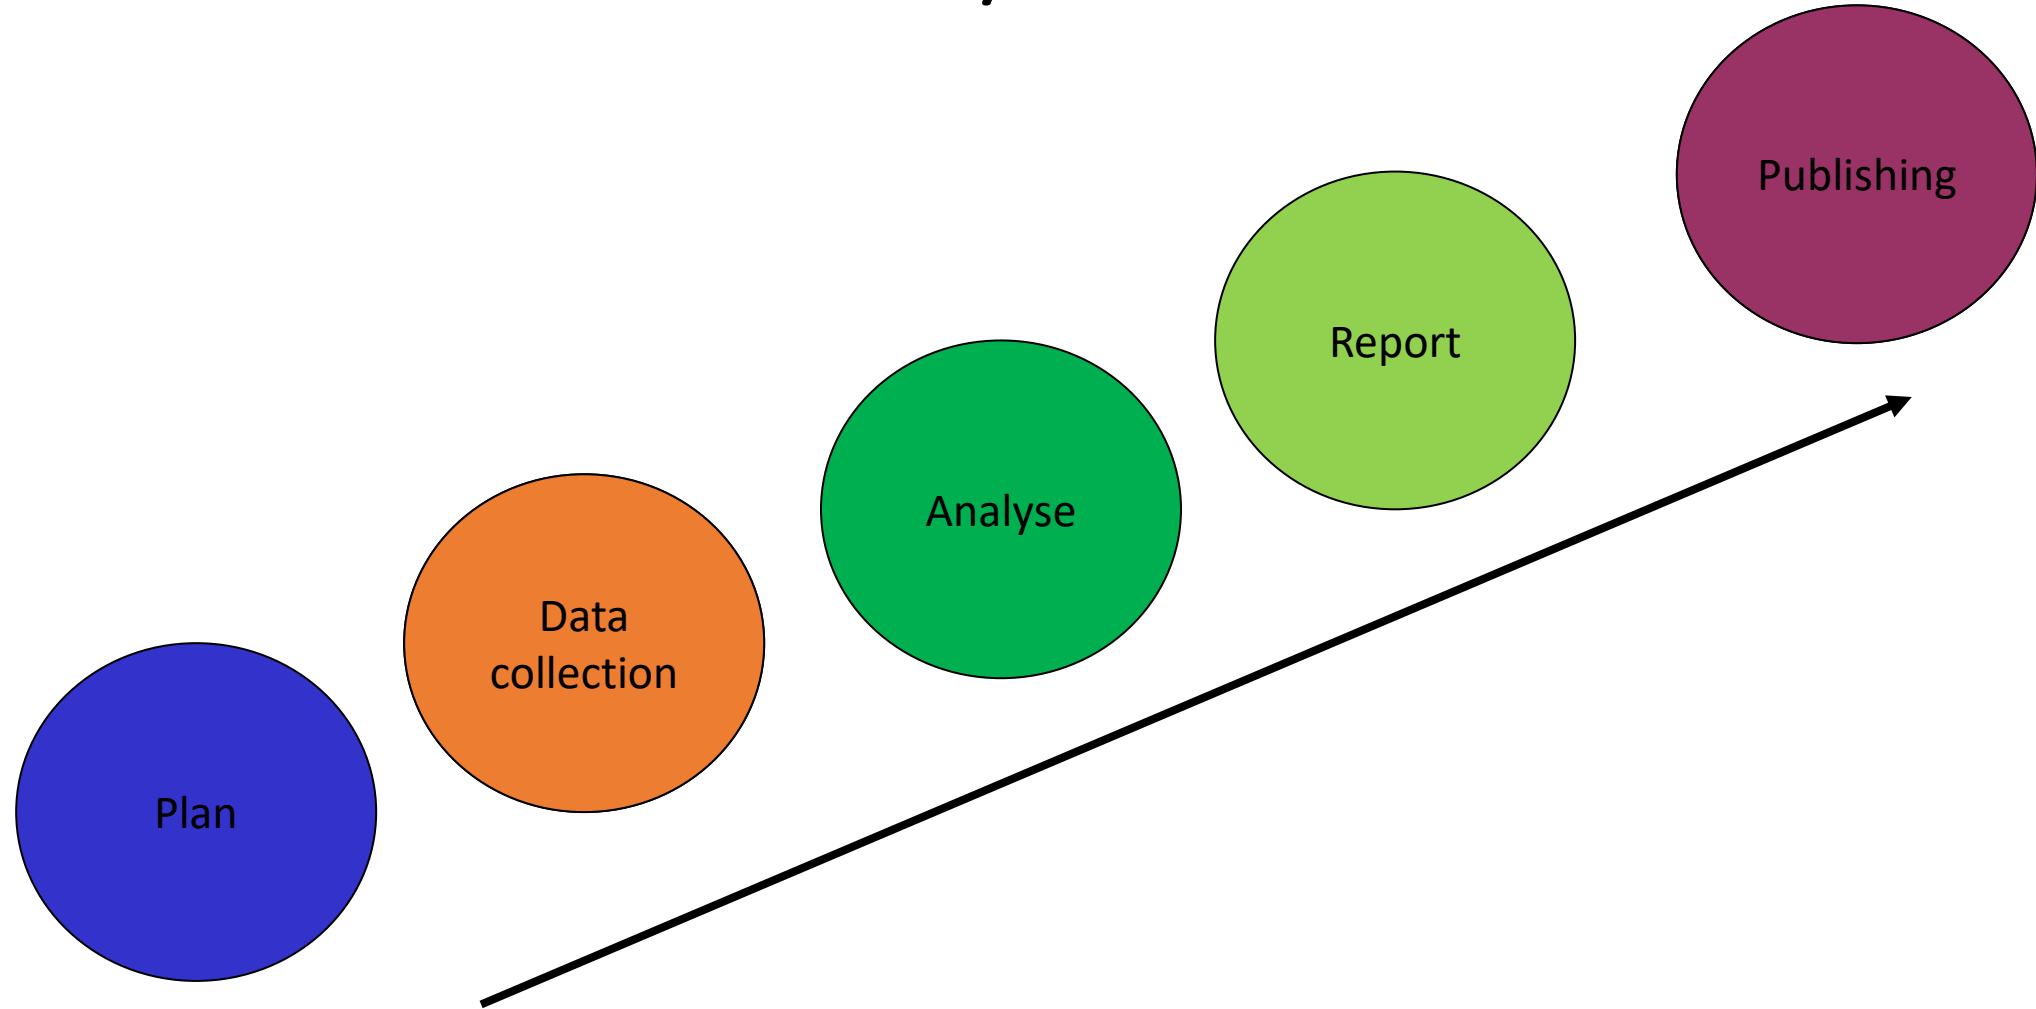 Plan
Data
collection
Analyse
Report
Publishing